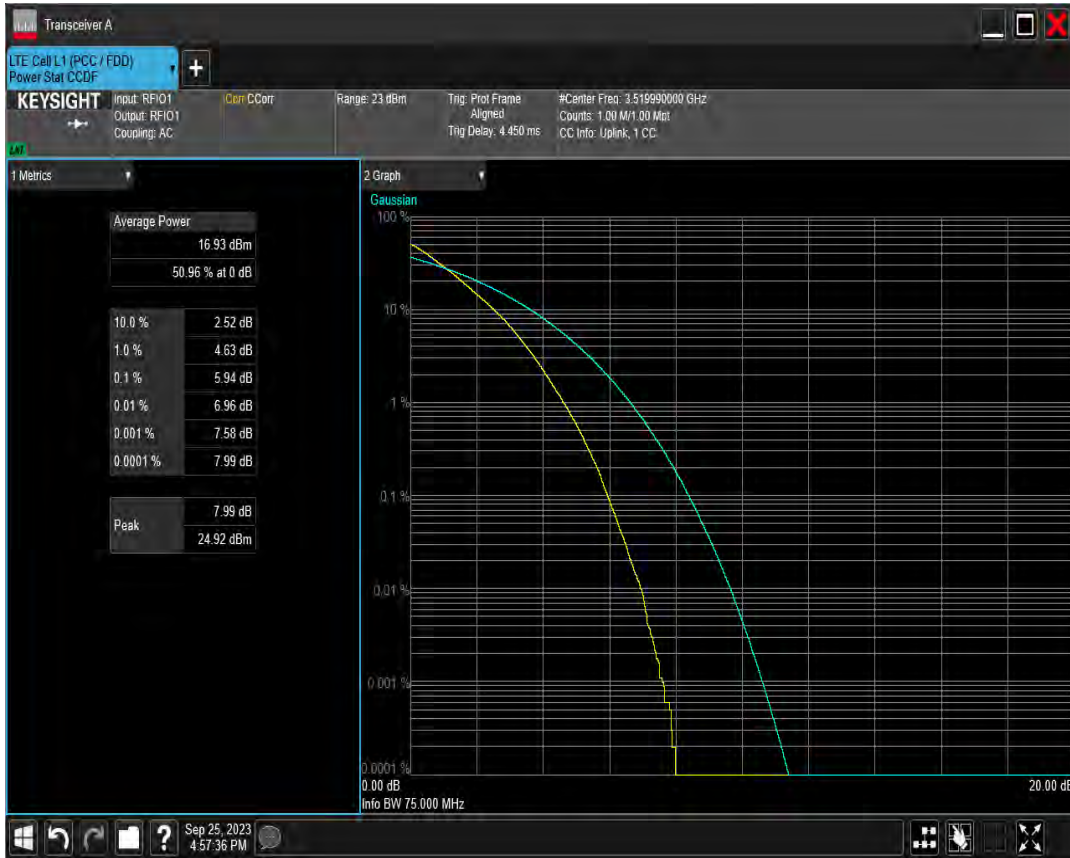 Transceiver A
LTE Cell L1 (PCC / FDD)
Power Stat CCDF
+
KEYSIGHT
Input: RFIO1
Output: RFIO1
Coupling: AC
Corr CCorr
Range: 23 dBm
Trig: Prot Frame
Aligned
Trig Delay: 4.450 ms
#Center Freq: 3.519990000 GHz
Counts: 1.00 M/1.00 Mpt
CC Info: Uplink, 1 CC
1 Metrics
Average Power
16.93 dBm
50.96 % at 0 dB
10.0 % 2.52 dB
1.0 % 4.63 dB
0.1 % 5.94 dB
0.01 % 6.96 dB
0.001 % 7.58 dB
0.0001 % 7.99 dB
Peak
7.99 dB
24.92 dBm
2 Graph
Gaussian
100 %
10 %
1 %
0.1 %
0.01 %
0.001 %
0.0001 %
0.00 dB
20.00 dB
Info BW 75.000 MHz
?
Sep 25, 2023
4:57:36 PM